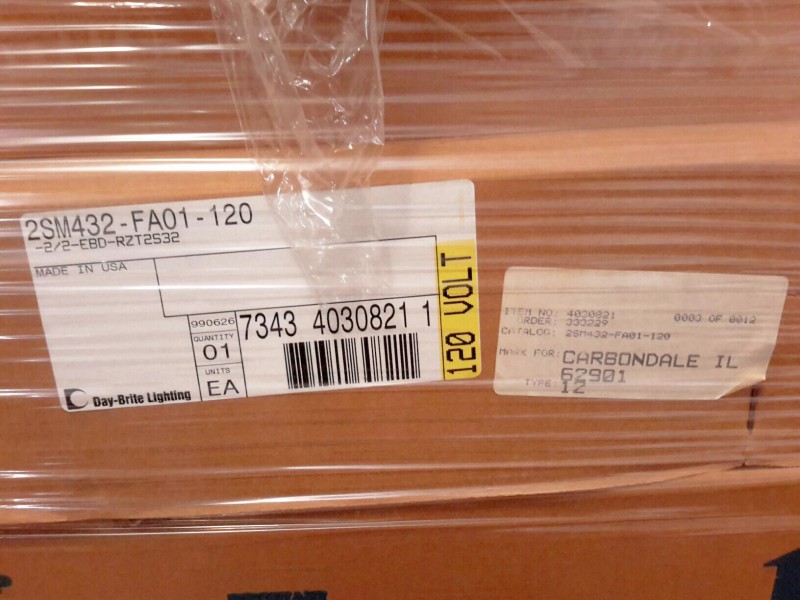 2SM432-FA01-120
-2/2-EBD-RZT2532
MADE IN USA
990626
QUANTITY
01
UNITS
EA
7343 4030821 1
120 VOLT
Day-Brite Lighting
ITEM NO: 4030821 0003 OF 0012
ORDER: 333229
CATALOG: 2SM432-FA01-120
MARK FOR: CARBONDALE IL
62901
TYPE: I2